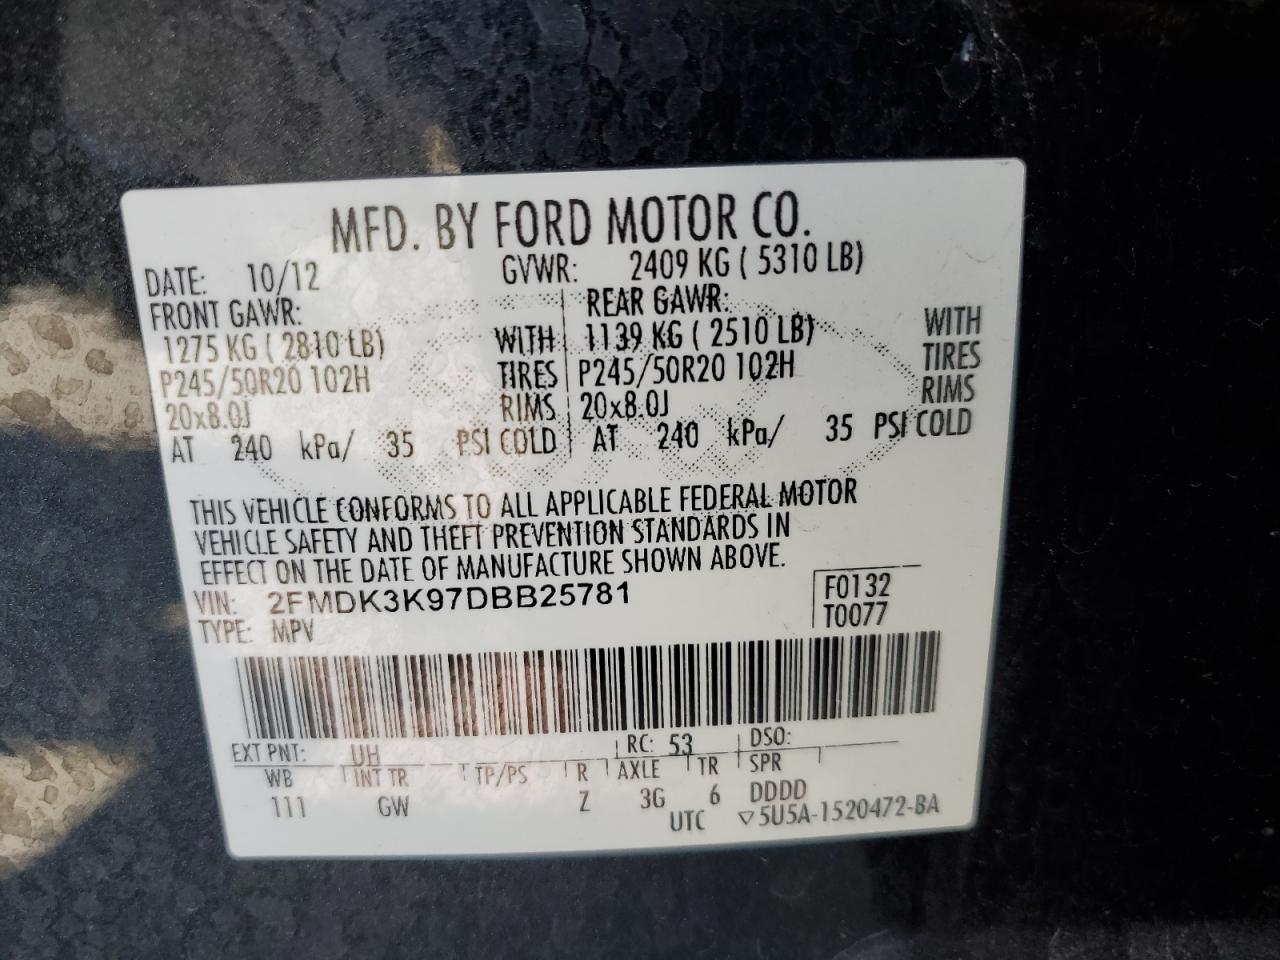 MFD. BY FORD MOTOR CO.
DATE: 10/12 GVWR: 2409 KG ( 5310 LB)
FRONT GAWR: REAR GAWR:
1275 KG ( 2810 LB) WITH 1139 KG ( 2510 LB) WITH
P245/50R20 102H TIRES P245/50R20 102H TIRES
20x8.0J RIMS 20x8.0J RIMS
AT 240 kPa/ 35 PSI COLD AT 240 kPa/ 35 PSI COLD
THIS VEHICLE CONFORMS TO ALL APPLICABLE FEDERAL MOTOR
VEHICLE SAFETY AND THEFT PREVENTION STANDARDS IN
EFFECT ON THE DATE OF MANUFACTURE SHOWN ABOVE.
VIN: 2FMDK3K97DBB25781 F0132
TYPE: MPV T0077
EXT PNT: UH RC: 53 DSO:
WB INT TR TP/PS R AXLE TR SPR
111 GW Z 3G 6 DDDD
UTC ▽5U5A-1520472-BA